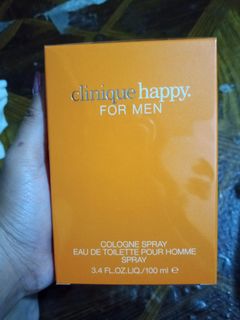 clinique happy.
FOR MEN
COLOGNE SPRAY
EAU DE TOILETTE POUR HOMME
SPRAY
3.4 FL.OZ.LIQ./100 ml ℮